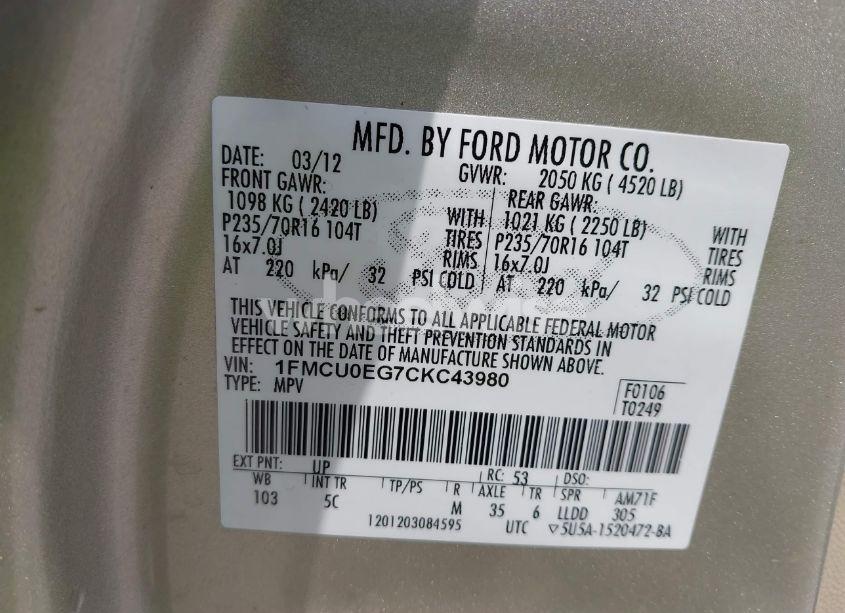 MFD. BY FORD MOTOR CO.
DATE: 03/12 GVWR: 2050 KG ( 4520 LB)
FRONT GAWR: REAR GAWR:
1098 KG ( 2420 LB) WITH 1021 KG ( 2250 LB) WITH
P235/70R16 104T TIRES P235/70R16 104T TIRES
16x7.0J RIMS 16x7.0J RIMS
AT 220 kPa/ 32 PSI COLD AT 220 kPa/ 32 PSI COLD
THIS VEHICLE CONFORMS TO ALL APPLICABLE FEDERAL MOTOR
VEHICLE SAFETY AND THEFT PREVENTION STANDARDS IN
EFFECT ON THE DATE OF MANUFACTURE SHOWN ABOVE.
VIN: 1FMCU0EG7CKC43980
TYPE: MPV F0106
T0249
EXT PNT: UP RC: 53 DSO:
WB INT TR TP/PS R AXLE TR SPR AM71F
103 5C M 35 6 LLDD 305
1201203084595 UTC ▽5U5A-1520472-BA